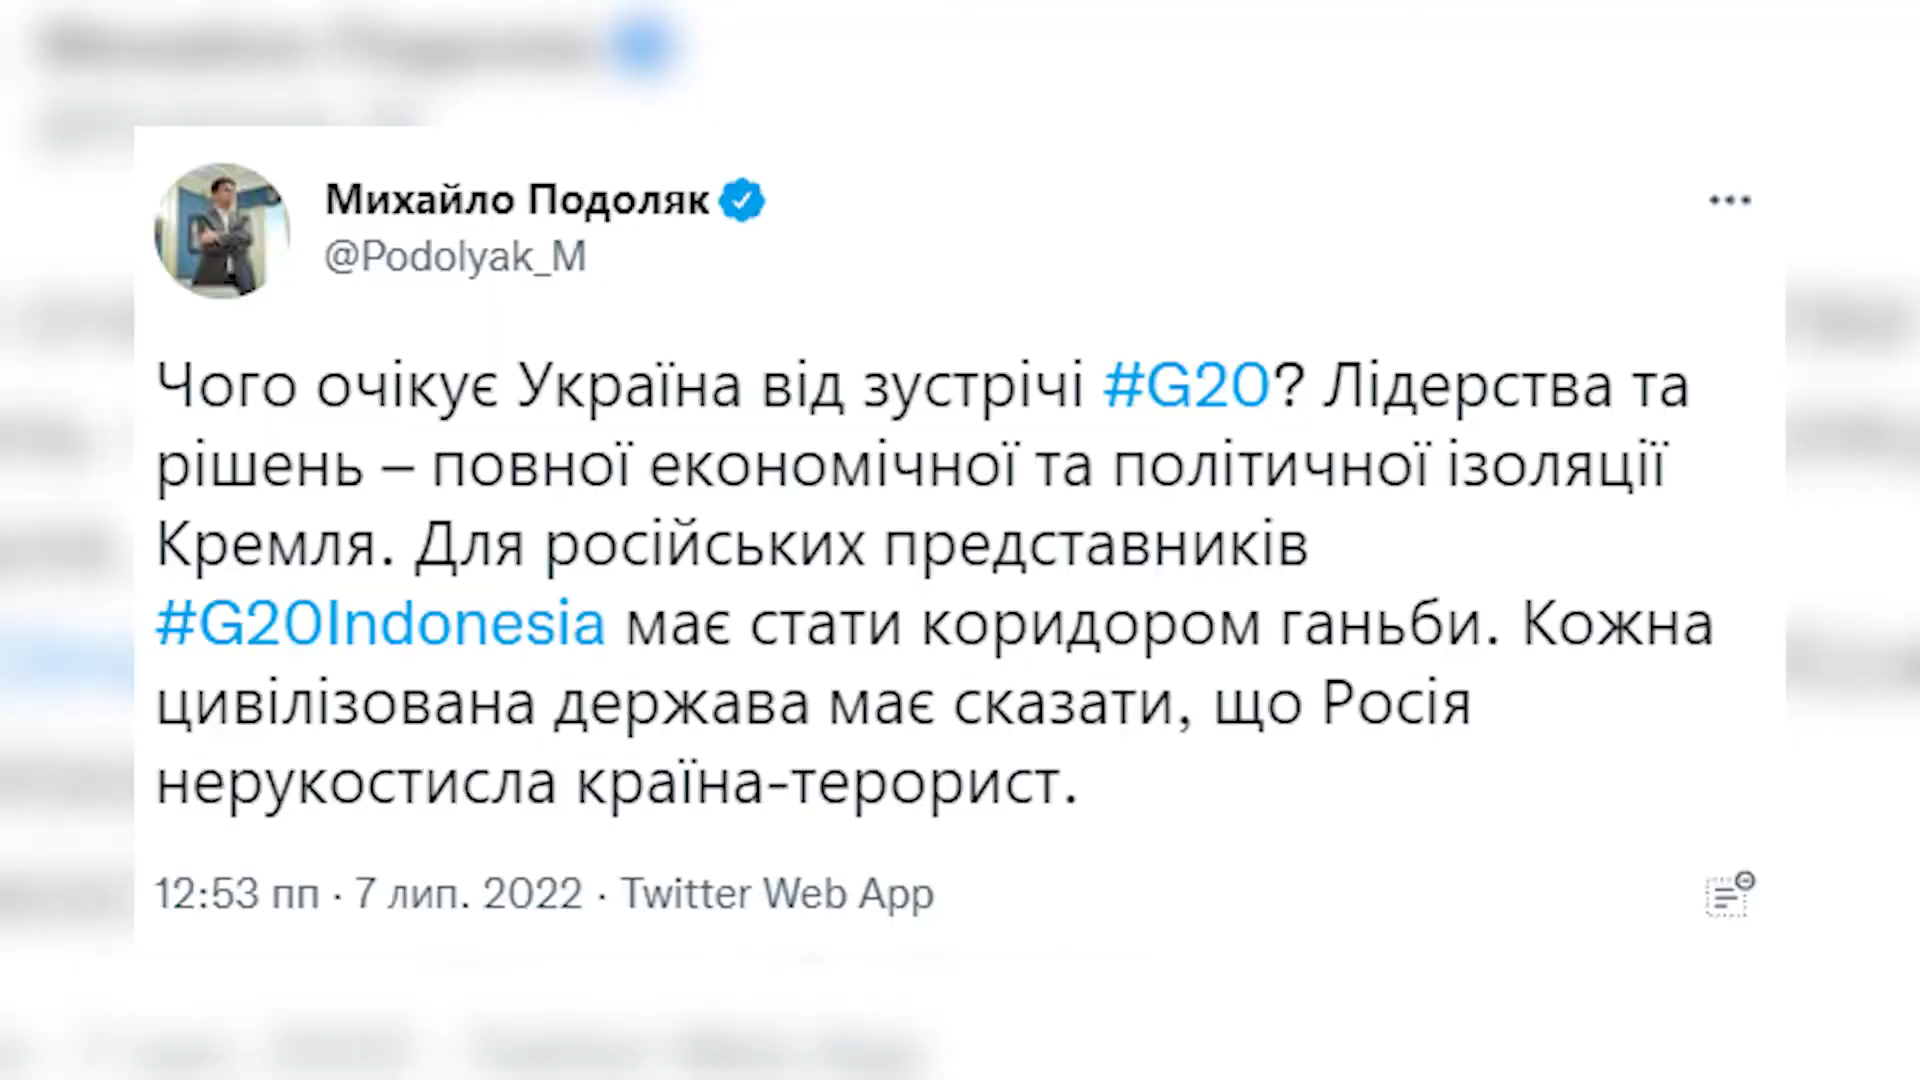 Михайло Подоляк
@Podolyak_M
Чого очікує Україна від зустрічі #G20? Лідерства та
рішень – повної економічної та політичної ізоляції
Кремля. Для російських представників
#G20Indonesia має стати коридором ганьби. Кожна
цивілізована держава має сказати, що Росія
нерукостисла країна-терорист.
12:53 пп · 7 лип. 2022 · Twitter Web App